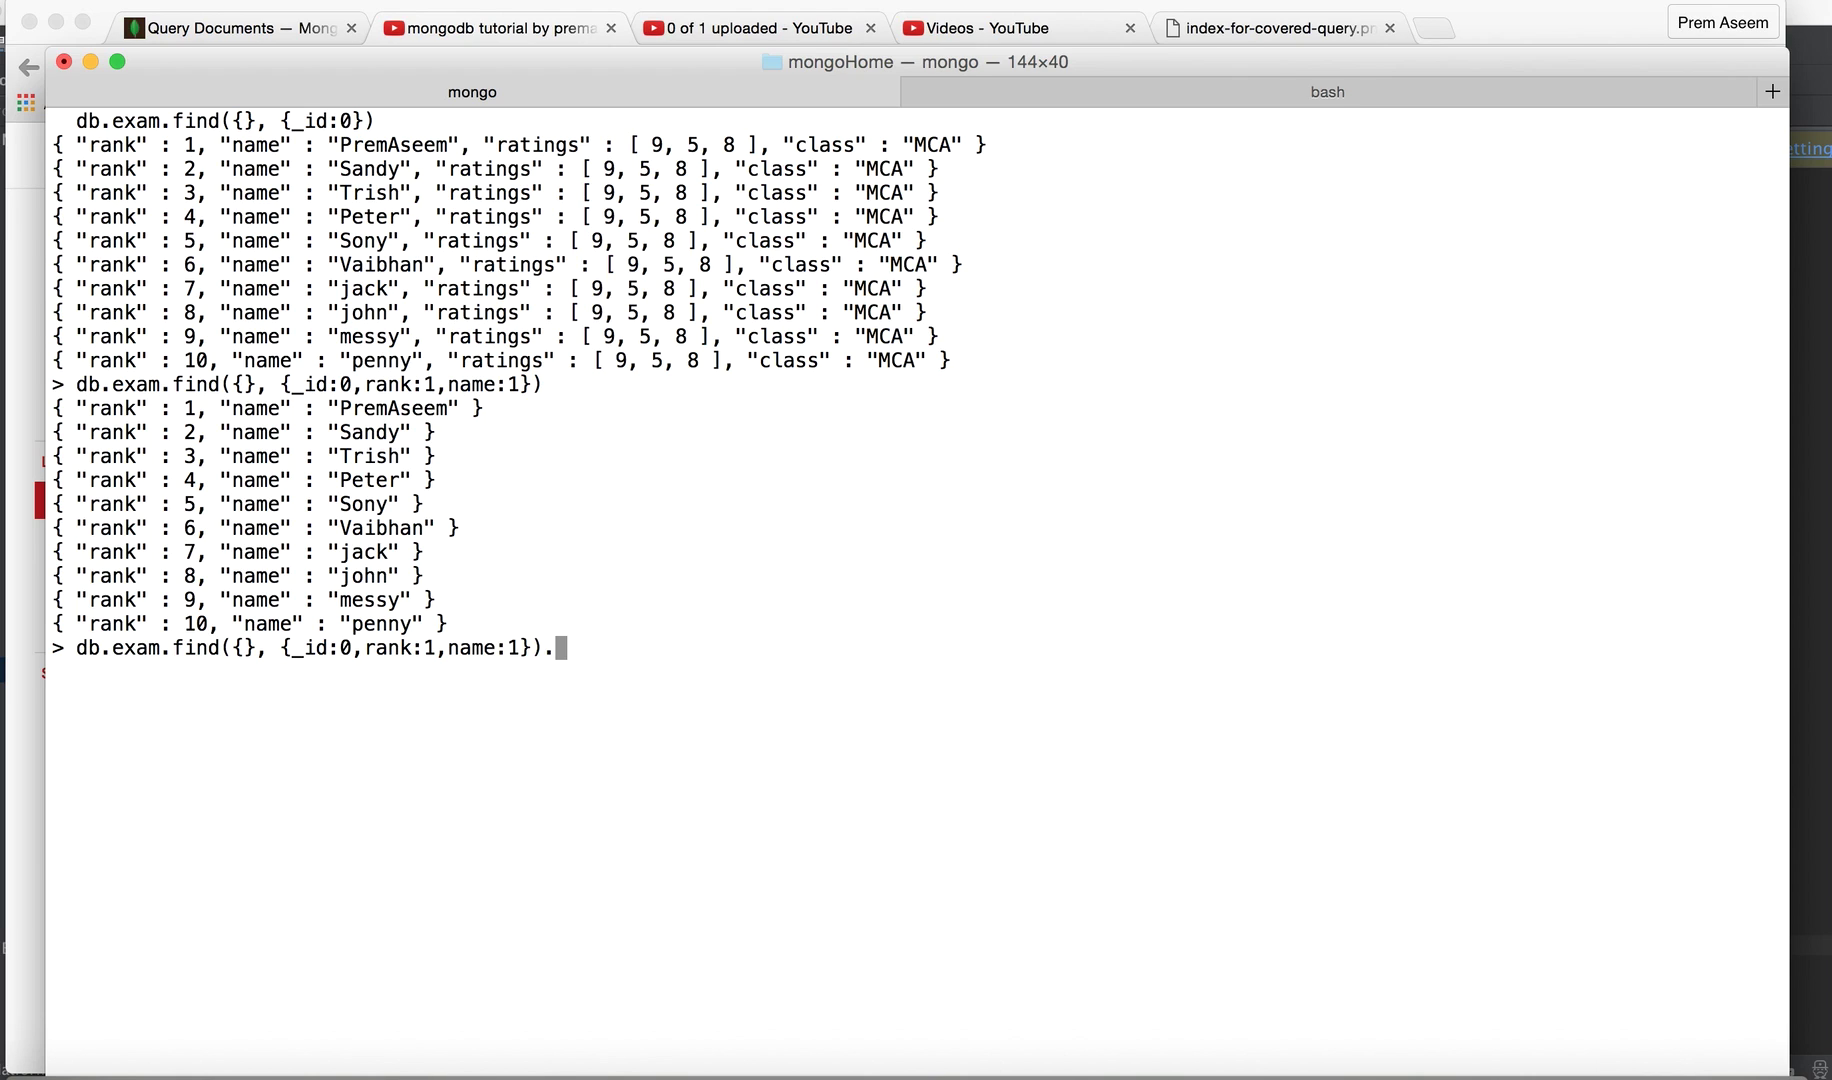 Query Documents — Mong
mongodb tutorial by prema
0 of 1 uploaded - YouTube
Videos - YouTube
index-for-covered-query.pn
Prem Aseem
mongoHome — mongo — 144×40
mongo
bash
db.exam.find({}, {_id:0})
{ "rank" : 1, "name" : "PremAseem", "ratings" : [ 9, 5, 8 ], "class" : "MCA" }
{ "rank" : 2, "name" : "Sandy", "ratings" : [ 9, 5, 8 ], "class" : "MCA" }
{ "rank" : 3, "name" : "Trish", "ratings" : [ 9, 5, 8 ], "class" : "MCA" }
{ "rank" : 4, "name" : "Peter", "ratings" : [ 9, 5, 8 ], "class" : "MCA" }
{ "rank" : 5, "name" : "Sony", "ratings" : [ 9, 5, 8 ], "class" : "MCA" }
{ "rank" : 6, "name" : "Vaibhan", "ratings" : [ 9, 5, 8 ], "class" : "MCA" }
{ "rank" : 7, "name" : "jack", "ratings" : [ 9, 5, 8 ], "class" : "MCA" }
{ "rank" : 8, "name" : "john", "ratings" : [ 9, 5, 8 ], "class" : "MCA" }
{ "rank" : 9, "name" : "messy", "ratings" : [ 9, 5, 8 ], "class" : "MCA" }
{ "rank" : 10, "name" : "penny", "ratings" : [ 9, 5, 8 ], "class" : "MCA" }
> db.exam.find({}, {_id:0,rank:1,name:1})
{ "rank" : 1, "name" : "PremAseem" }
{ "rank" : 2, "name" : "Sandy" }
{ "rank" : 3, "name" : "Trish" }
{ "rank" : 4, "name" : "Peter" }
{ "rank" : 5, "name" : "Sony" }
{ "rank" : 6, "name" : "Vaibhan" }
{ "rank" : 7, "name" : "jack" }
{ "rank" : 8, "name" : "john" }
{ "rank" : 9, "name" : "messy" }
{ "rank" : 10, "name" : "penny" }
> db.exam.find({}, {_id:0,rank:1,name:1}).